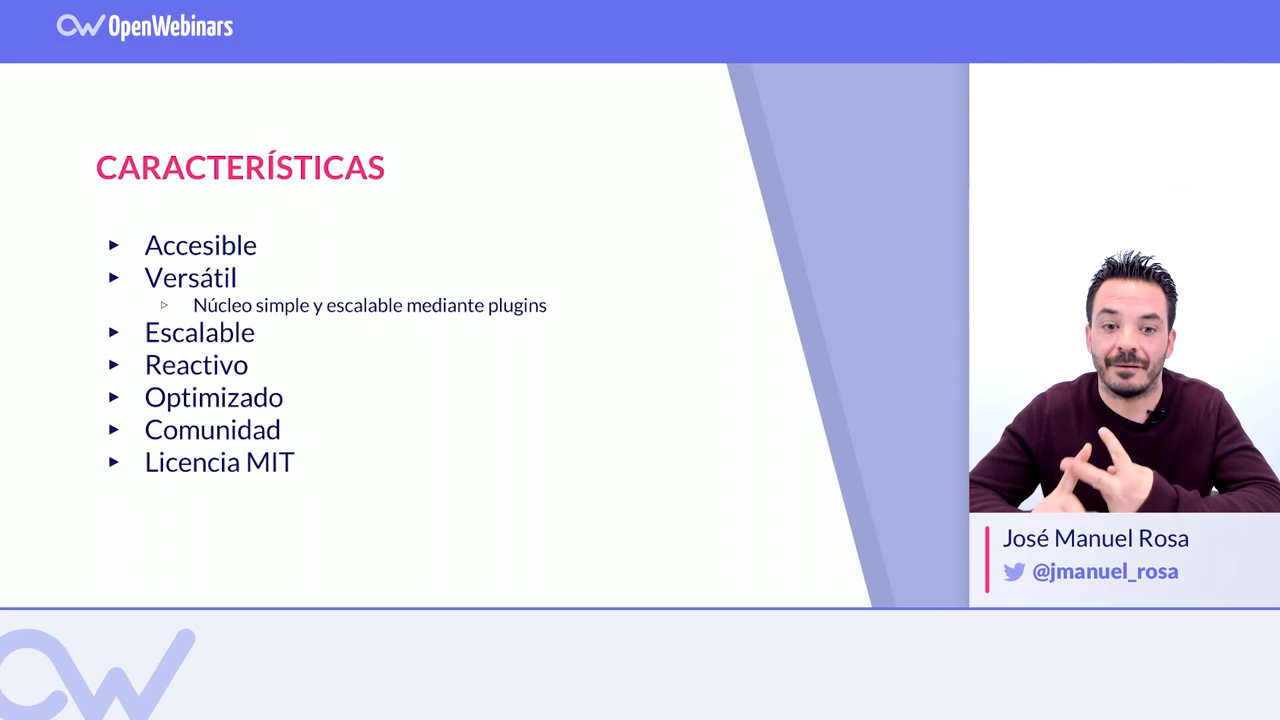 OpenWebinars
CARACTERÍSTICAS
Accesible
Versátil
Núcleo simple y escalable mediante plugins
Escalable
Reactivo
Optimizado
Comunidad
Licencia MIT
José Manuel Rosa
@jmanuel_rosa